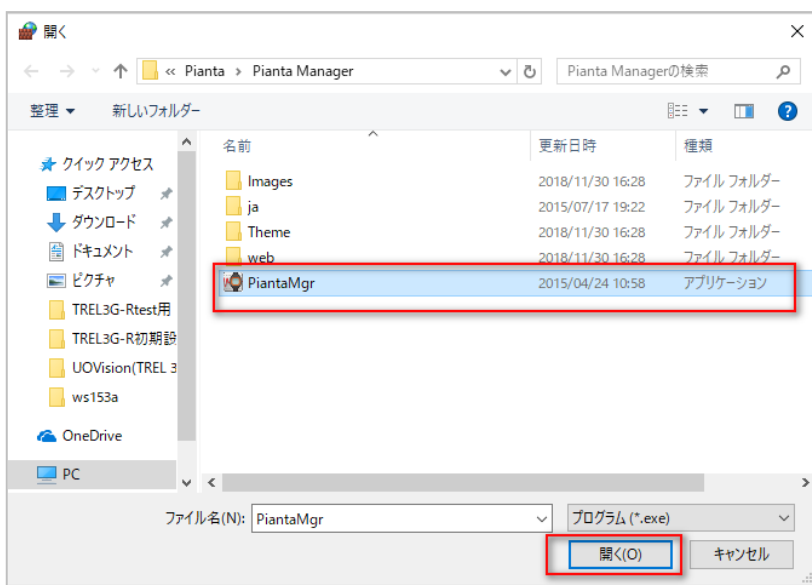 開く
« Pianta › Pianta Manager
Pianta Managerの検索
整理
新しいフォルダー
名前 更新日時 種類
クイック アクセス
デスクトップ
ダウンロード
ドキュメント
ピクチャ
TREL3G-Rtest用
TREL3G-R初期設
UOVision(TREL 3
ws153a
OneDrive
PC
Images 2018/11/30 16:28 ファイル フォルダー
ja 2015/07/17 19:22 ファイル フォルダー
Theme 2018/11/30 16:28 ファイル フォルダー
web 2018/11/30 16:28 ファイル フォルダー
PiantaMgr 2015/04/24 10:58 アプリケーション
ファイル名(N): PiantaMgr プログラム (*.exe)
開く(O) キャンセル